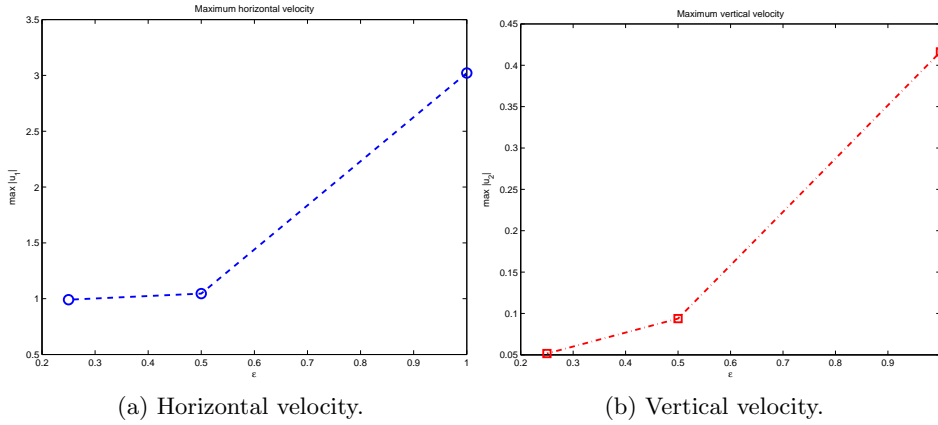 Maximum horizontal velocity
3.5
3
2.5
2
1.5
1
0.5
max |u1|
0.2 0.3 0.4 0.5 0.6 0.7 0.8 0.9 1
ε
(a) Horizontal velocity.
Maximum vertical velocity
0.45
0.4
0.35
0.3
0.25
0.2
0.15
0.1
0.05
max |u2|
0.2 0.3 0.4 0.5 0.6 0.7 0.8 0.9
ε
(b) Vertical velocity.